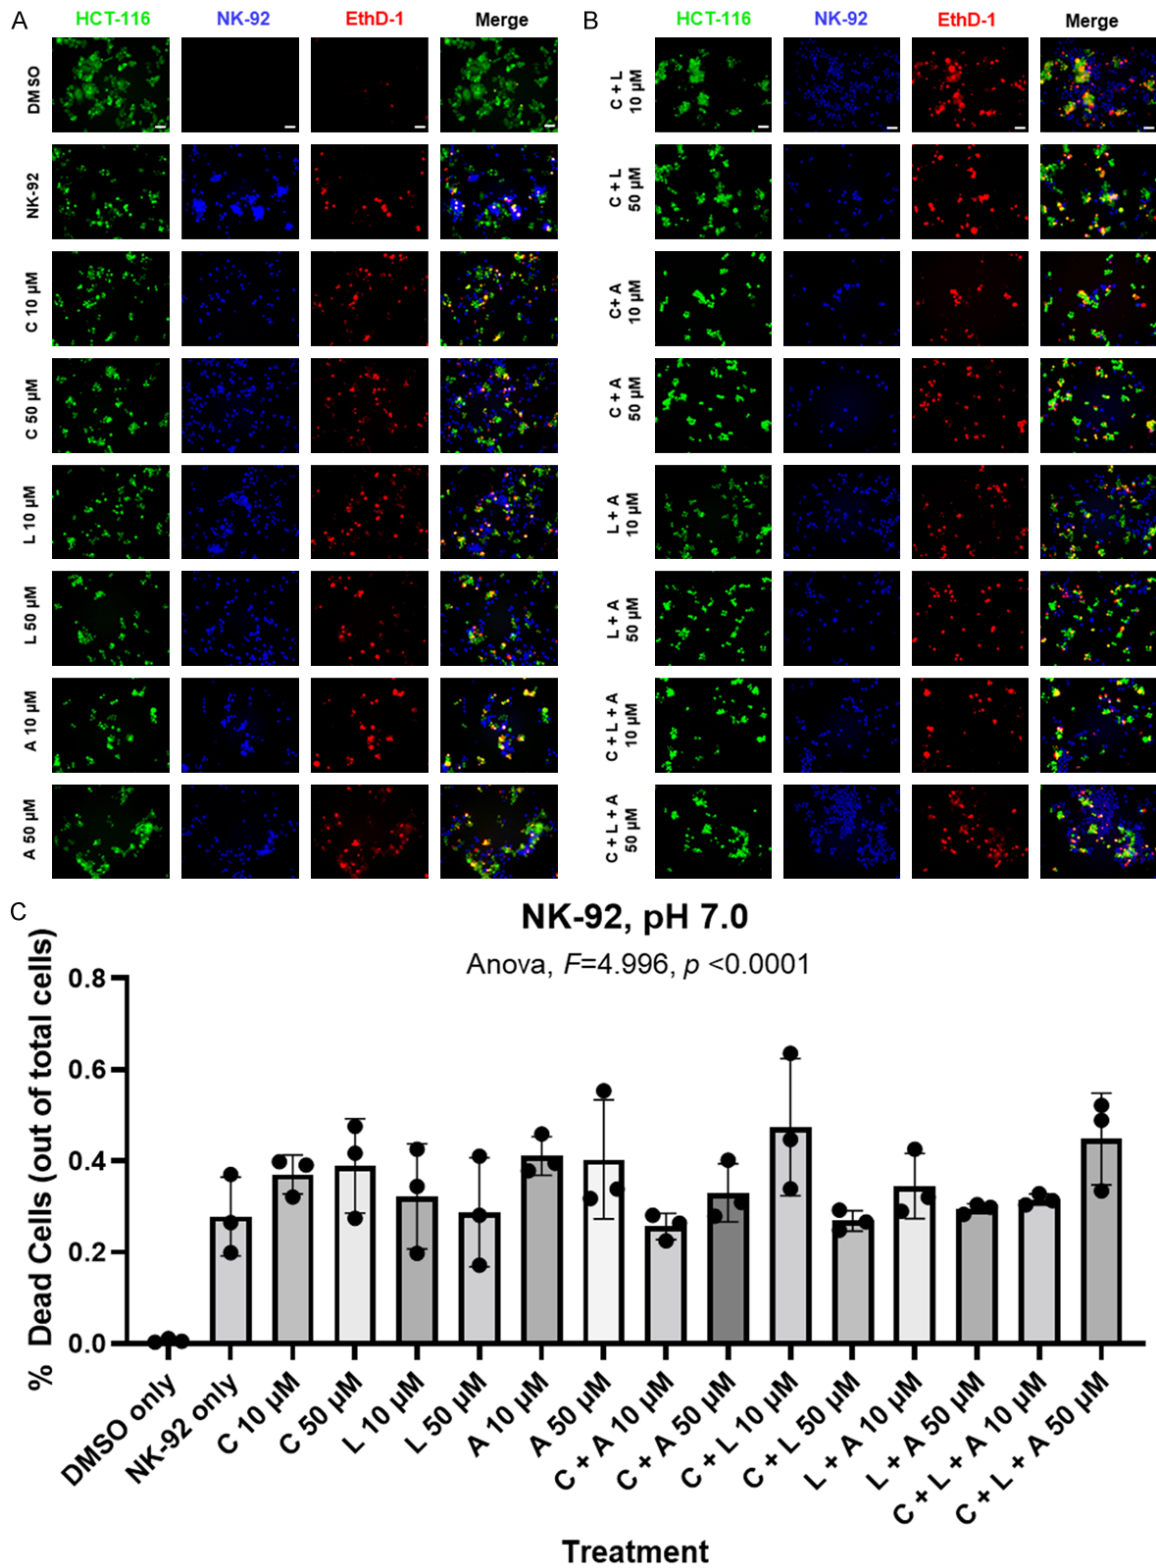 A
HCT-116 NK-92 EthD-1 Merge
DMSO
NK-92
C 10 µM
C 50 µM
L 10 µM
L 50 µM
A 10 µM
A 50 µM
B
HCT-116 NK-92 EthD-1 Merge
C + L
10 µM
C + L
50 µM
C+ A
10 µM
C + A
50 µM
L + A
10 µM
L + A
50 µM
C + L + A
10 µM
C + L + A
50 µM
C
NK-92, pH 7.0
Anova, F=4.996, p <0.0001
% Dead Cells (out of total cells)
0.8
0.6
0.4
0.2
0.0
DMSO only
NK-92 only
C 10 µM
C 50 µM
L 10 µM
L 50 µM
A 10 µM
A 50 µM
C + A 10 µM
C + A 50 µM
C + L 10 µM
C + L 50 µM
L + A 10 µM
L + A 50 µM
C + L + A 10 µM
C + L + A 50 µM
Treatment